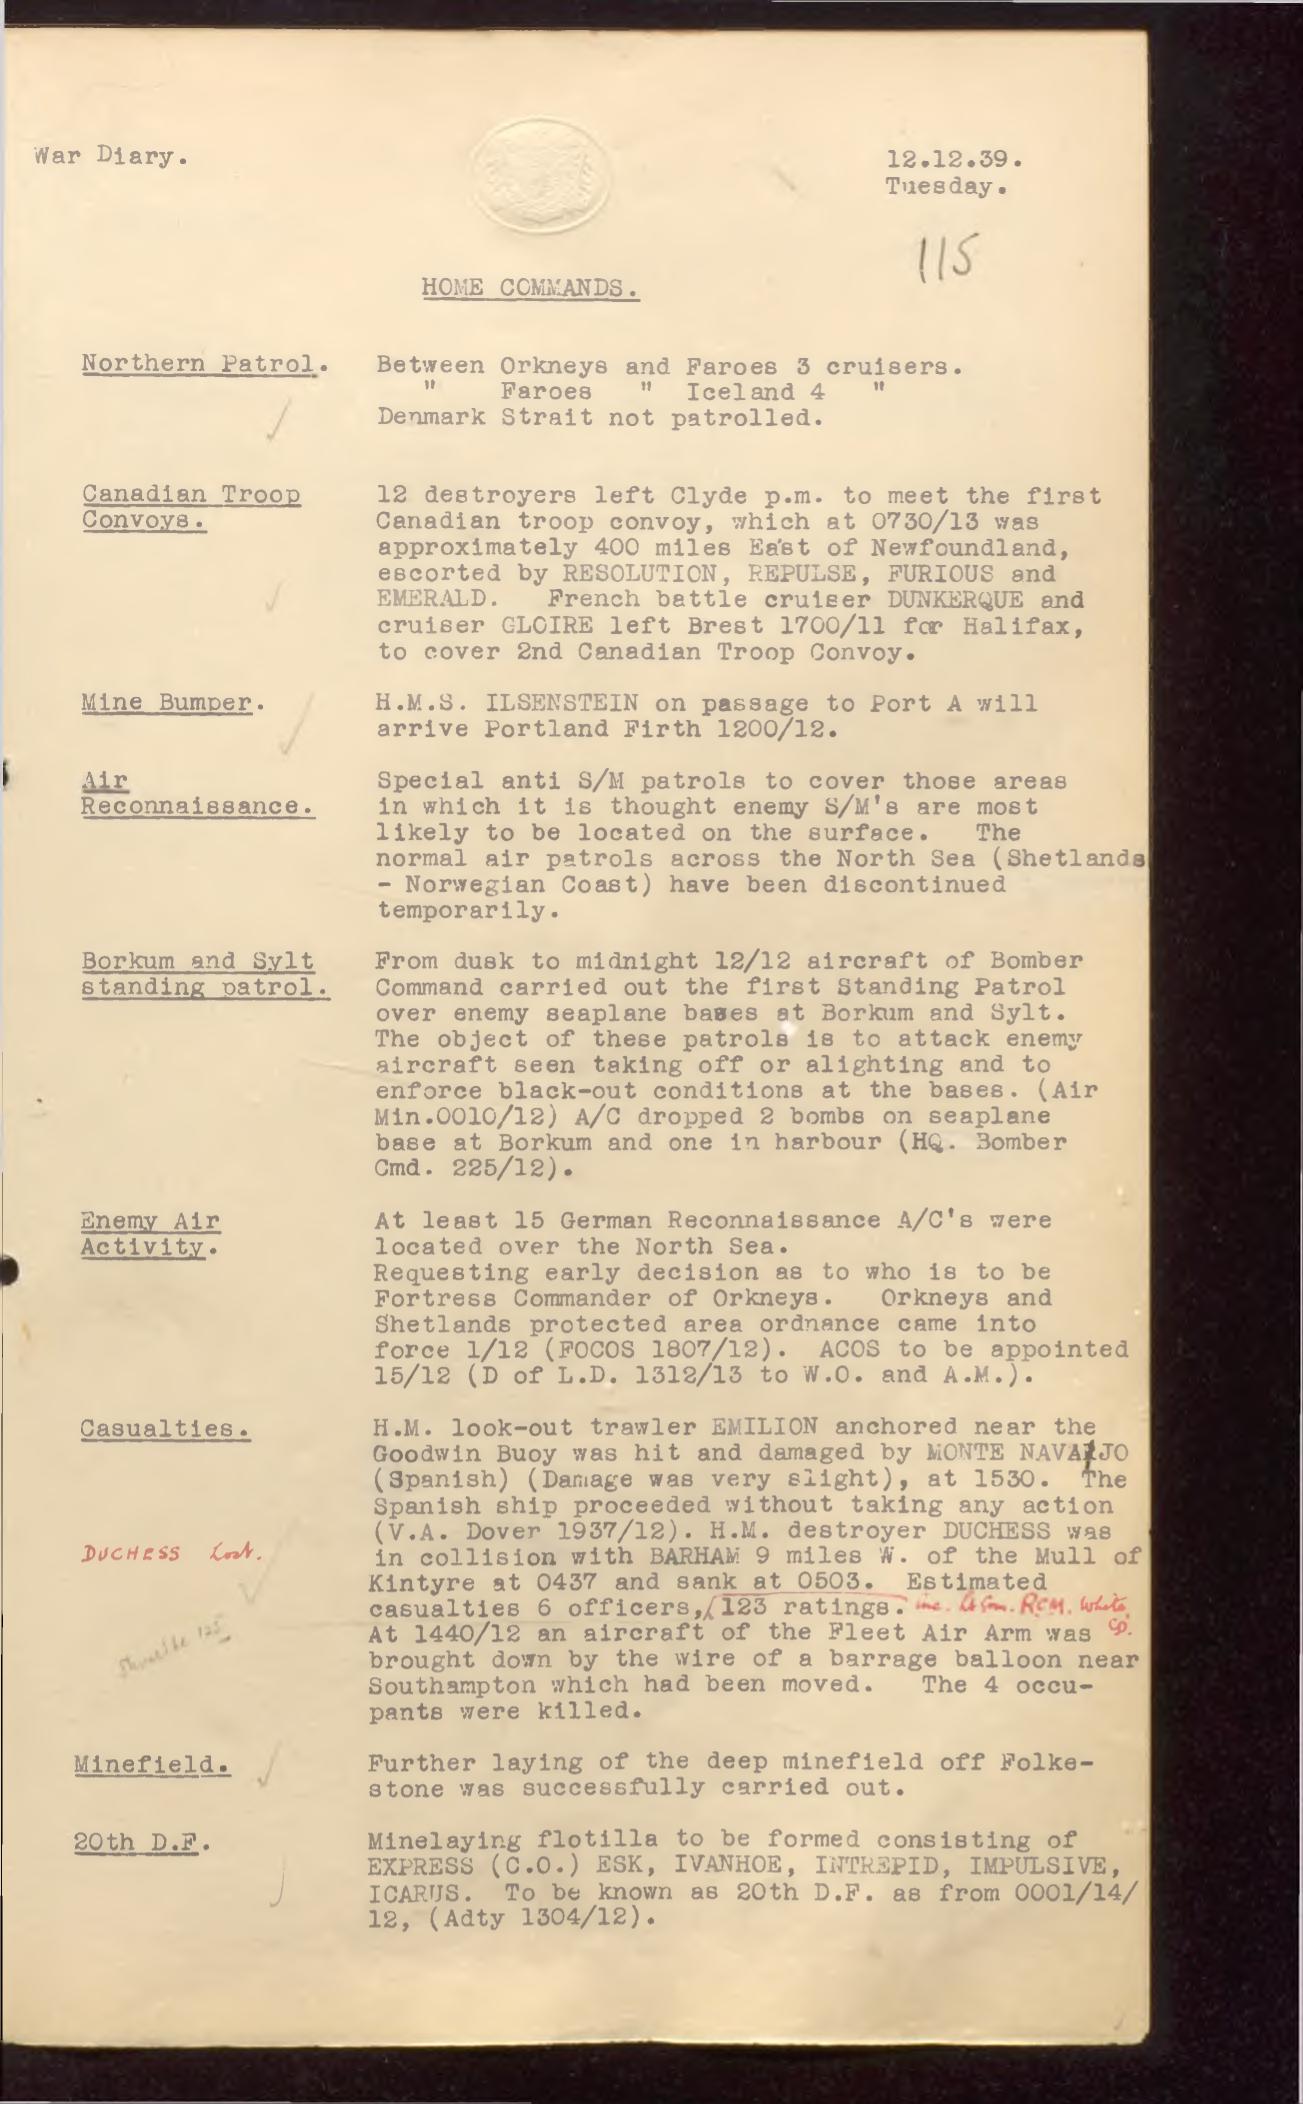 War Diary.
12.12.39.
Tuesday.
115
HOME COMMANDS.
Northern Patrol.
Between Orkneys and Faroes 3 cruisers.
" Faroes " Iceland 4 "
Denmark Strait not patrolled.
Canadian Troop
Convoys.
12 destroyers left Clyde p.m. to meet the first
Canadian troop convoy, which at 0730/13 was
approximately 400 miles East of Newfoundland,
escorted by RESOLUTION, REPULSE, FURIOUS and
EMERALD. French battle cruiser DUNKERQUE and
cruiser GLOIRE left Brest 1700/11 for Halifax,
to cover 2nd Canadian Troop Convoy.
Mine Bumper.
H.M.S. ILSENSTEIN on passage to Port A will
arrive Portland Firth 1200/12.
Air
Reconnaissance.
Special anti S/M patrols to cover those areas
in which it is thought enemy S/M's are most
likely to be located on the surface. The
normal air patrols across the North Sea (Shetlands
- Norwegian Coast) have been discontinued
temporarily.
Borkum and Sylt
standing patrol.
From dusk to midnight 12/12 aircraft of Bomber
Command carried out the first Standing Patrol
over enemy seaplane bases at Borkum and Sylt.
The object of these patrols is to attack enemy
aircraft seen taking off or alighting and to
enforce black-out conditions at the bases. (Air
Min.0010/12) A/C dropped 2 bombs on seaplane
base at Borkum and one in harbour (HQ. Bomber
Cmd. 225/12).
Enemy Air
Activity.
At least 15 German Reconnaissance A/C's were
located over the North Sea.
Requesting early decision as to who is to be
Fortress Commander of Orkneys. Orkneys and
Shetlands protected area ordnance came into
force 1/12 (FOCOS 1807/12). ACOS to be appointed
15/12 (D of L.D. 1312/13 to W.O. and A.M.).
Casualties.
H.M. look-out trawler EMILION anchored near the
Goodwin Buoy was hit and damaged by MONTE NAVAJO
(Spanish) (Damage was very slight), at 1530. The
Spanish ship proceeded without taking any action
(V.A. Dover 1937/12). H.M. destroyer DUCHESS was
DUCHESS Lost.
in collision with BARHAM 9 miles W. of the Mull of
Kintyre at 0437 and sank at 0503. Estimated
casualties 6 officers, 123 ratings. inc. Lt Com. R.C.M. White
CO.
should be 125
At 1440/12 an aircraft of the Fleet Air Arm was
brought down by the wire of a barrage balloon near
Southampton which had been moved. The 4 occu-
pants were killed.
Minefield.
Further laying of the deep minefield off Folke-
stone was successfully carried out.
20th D.F.
Minelaying flotilla to be formed consisting of
EXPRESS (C.O.) ESK, IVANHOE, INTREPID, IMPULSIVE,
ICARUS. To be known as 20th D.F. as from 0001/14/
12, (Adty 1304/12).